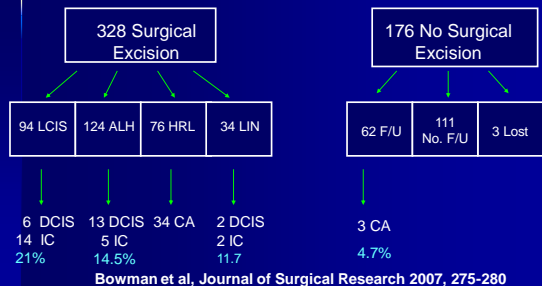 328 Surgical
Excision
176 No Surgical
Excision
94 LCIS
124 ALH
76 HRL
34 LIN
62 F/U
111
No. F/U
3 Lost
6 DCIS
14 IC
21%
13 DCIS
5 IC
14.5%
34 CA
2 DCIS
2 IC
11.7
3 CA
4.7%
Bowman et al, Journal of Surgical Research 2007, 275-280